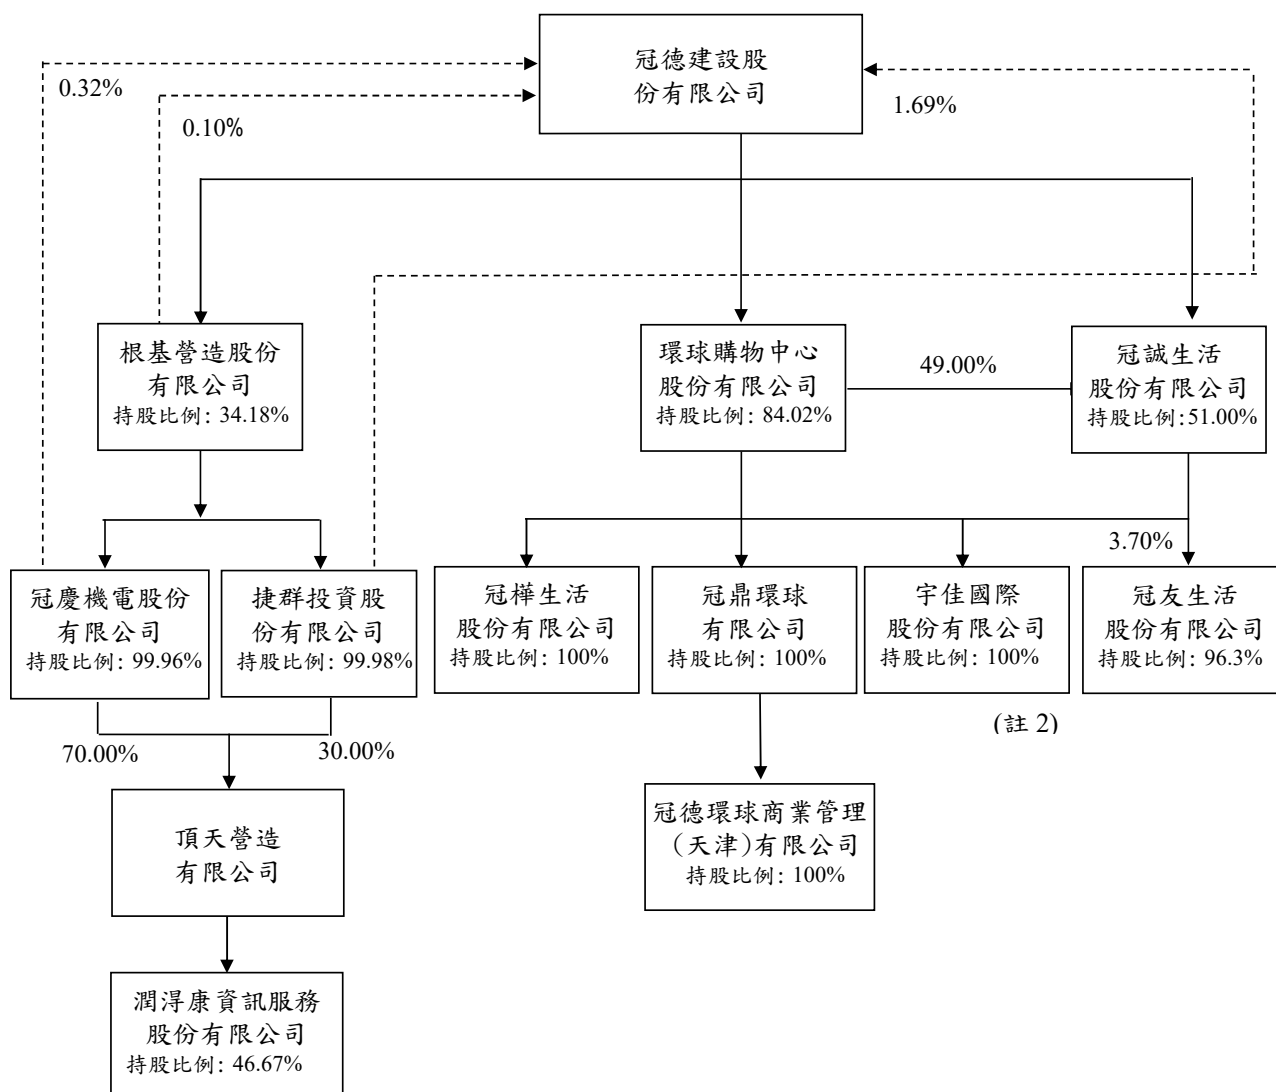 冠德建設股
份有限公司
0.32%
0.10%
1.69%
根基營造股份
有限公司
持股比例: 34.18%
環球購物中心
股份有限公司
持股比例: 84.02%
49.00%
冠誠生活
股份有限公司
持股比例:51.00%
3.70%
冠慶機電股份
有限公司
持股比例: 99.96%
捷群投資股
份有限公司
持股比例: 99.98%
冠樺生活
股份有限公司
持股比例: 100%
冠鼎環球
有限公司
持股比例: 100%
宇佳國際
股份有限公司
持股比例: 100%
冠友生活
股份有限公司
持股比例: 96.3%
(註 2)
70.00%
30.00%
頂天營造
有限公司
冠德環球商業管理
(天津)有限公司
持股比例: 100%
潤淂康資訊服務
股份有限公司
持股比例: 46.67%